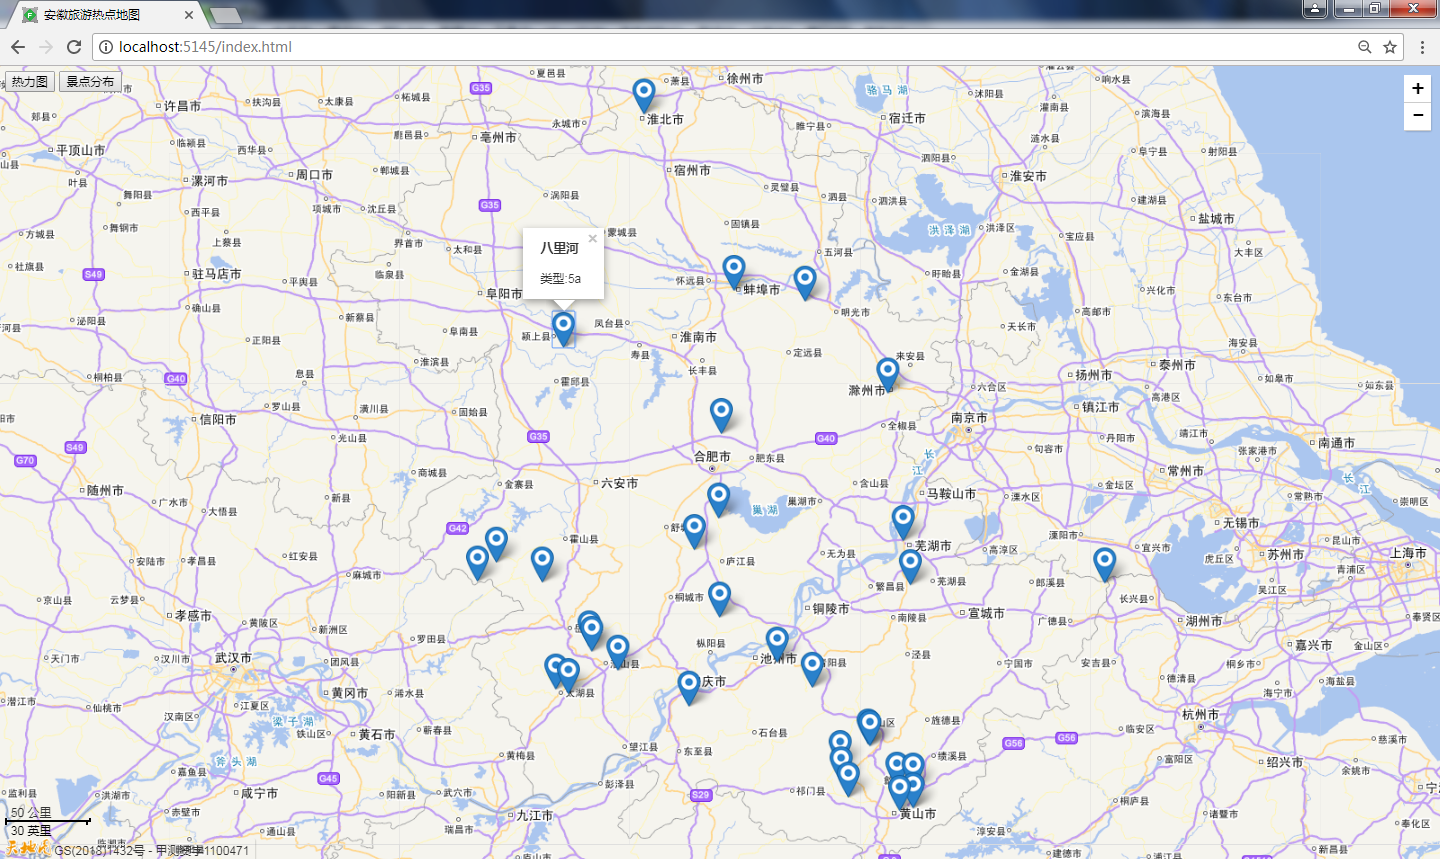 安徽旅游热点地图
localhost:5145/index.html
热力图 景点分布
+
−
夏邑县 萧县 徐州市 响水县
许昌市 扶沟县 太康县 柘城县 G35 骆马湖 沭阳县 灌南县 滨海县
郏县 临颍县 永城市 淮北市 睢宁县 宿迁市
平顶山市 西华县 鹿邑县 亳州市 涟水县 阜宁县 射阳县
叶县 漯河市 周口市 郸城县 宿州市 泗阳县 淮安市
舞阳县 项城市 沈丘县 G35 涡阳县 灵璧县 泗县 泗洪县 建湖县
方城县 舞钢市 西平县 固镇县 洪泽湖 洪泽区 盐城市
上蔡县 界首市 太和县 蒙城县 五河县 宝应县 大丰区
八里河
×
类型:5a
社旗县 S49 驻马店市 平舆县 临泉县 怀远县 盱眙县 金湖县
阜阳市 蚌埠市 兴化市 东台市
泌阳县 确山县 新蔡县 阜南县 颍上县 凤台县 明光市 天长市 高邮市
正阳县 淮南市 海安县
淮滨县 寿县 长丰县 定远县 来安县 泰州市
桐柏县 G40 息县 霍邱县 滁州市 六合区 扬州市 如皋市 如东县
信阳市 罗山县 潢川县 固始县 南京市 镇江市 高港区
S49 光山县 G35 G40 全椒县 句容市 丹阳市 靖江市 南通市
G70 合肥市 肥东县 长江 张家港市
随州市 商城县 金寨县 六安市 含山县 马鞍山市 溧水区 金坛区 常州市 长江
广水市 大悟县 新县 巢湖市 巢湖 常熟市 崇明区
G42 无锡市
安陆市 孝昌县 红安县 霍山县 无为县 芜湖市 高淳区 溧阳市 宜兴市 虎丘区 苏州市 昆山市 上海市
麻城市 庐江县 青浦区
京山县 云梦县 桐城市 繁昌县 芜湖县 郎溪县 长兴县 吴江区
孝感市 黄陂区 新洲区 铜陵市 南陵县 宣城市 广德县 湖州市 奉贤区
罗田县 枞阳县 嘉兴市 金山区
天门市 汉川市 武汉市 团风县 池州市 泾县 宁国市 安吉县 桐乡市
黄冈市 浠水县 太湖县 德清县 海宁市 海盐县
潜江市 仙桃市 江夏区
汉南区 梁子湖 旌德县 杭州市
铁山区 黄石市 蕲春县 石台县 临安区 慈溪市
斧头湖 望江县 东至县 G56 G56
嘉鱼县 黄梅县 绩溪县 富阳区 绍兴市 余姚市
G45 彭泽县
监利县 洪湖市 咸宁市 阳新县 武穴市 祁门县 S29 桐庐县
赤壁市 九江市 黄山市 诸暨市 奉化区
50 公里
30 英里
通山县 瑞昌市 淳安县 嵊州市
天地图 GS(2018)1432号 - 甲测资字1100471
庐山市 建德市 浦江县 新昌县